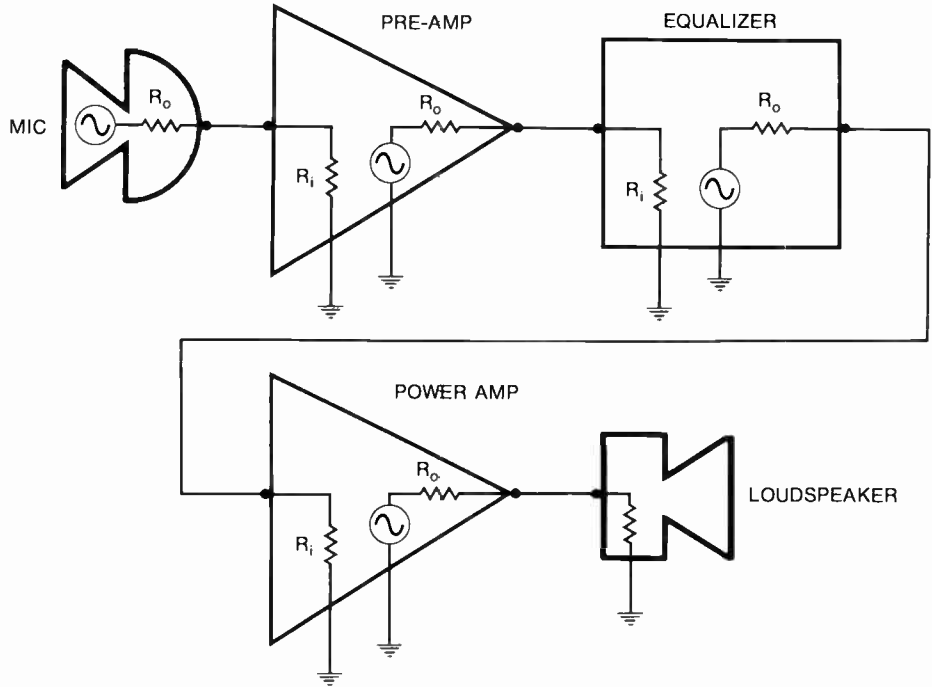 PRE-AMP
EQUALIZER
MIC
Ro
Ri
Ro
Ri
Ro
POWER AMP
Ri
Ro
LOUDSPEAKER